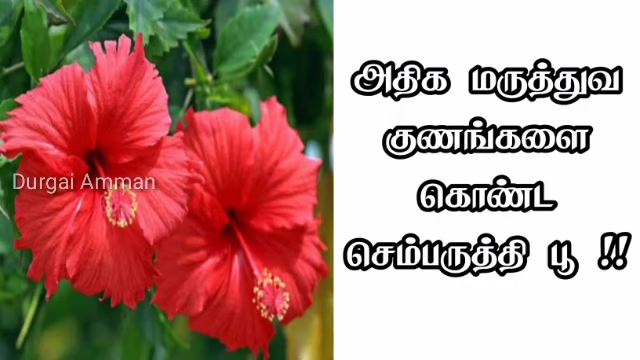 Durgai Amman
அதிக மருத்துவ
குணங்களை
கொண்ட
செம்பருத்தி பூ !!